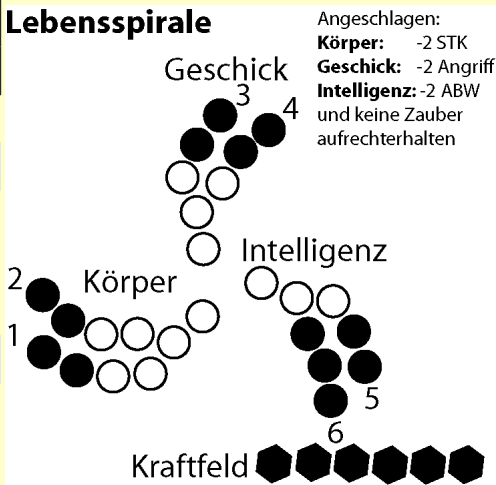 Lebensspirale
Angeschlagen:
Körper: -2 STK
Geschick: -2 Angriff
Intelligenz: -2 ABW
und keine Zauber
aufrechterhalten
Geschick
3
4
Intelligenz
Körper
2
1
5
6
Kraftfeld